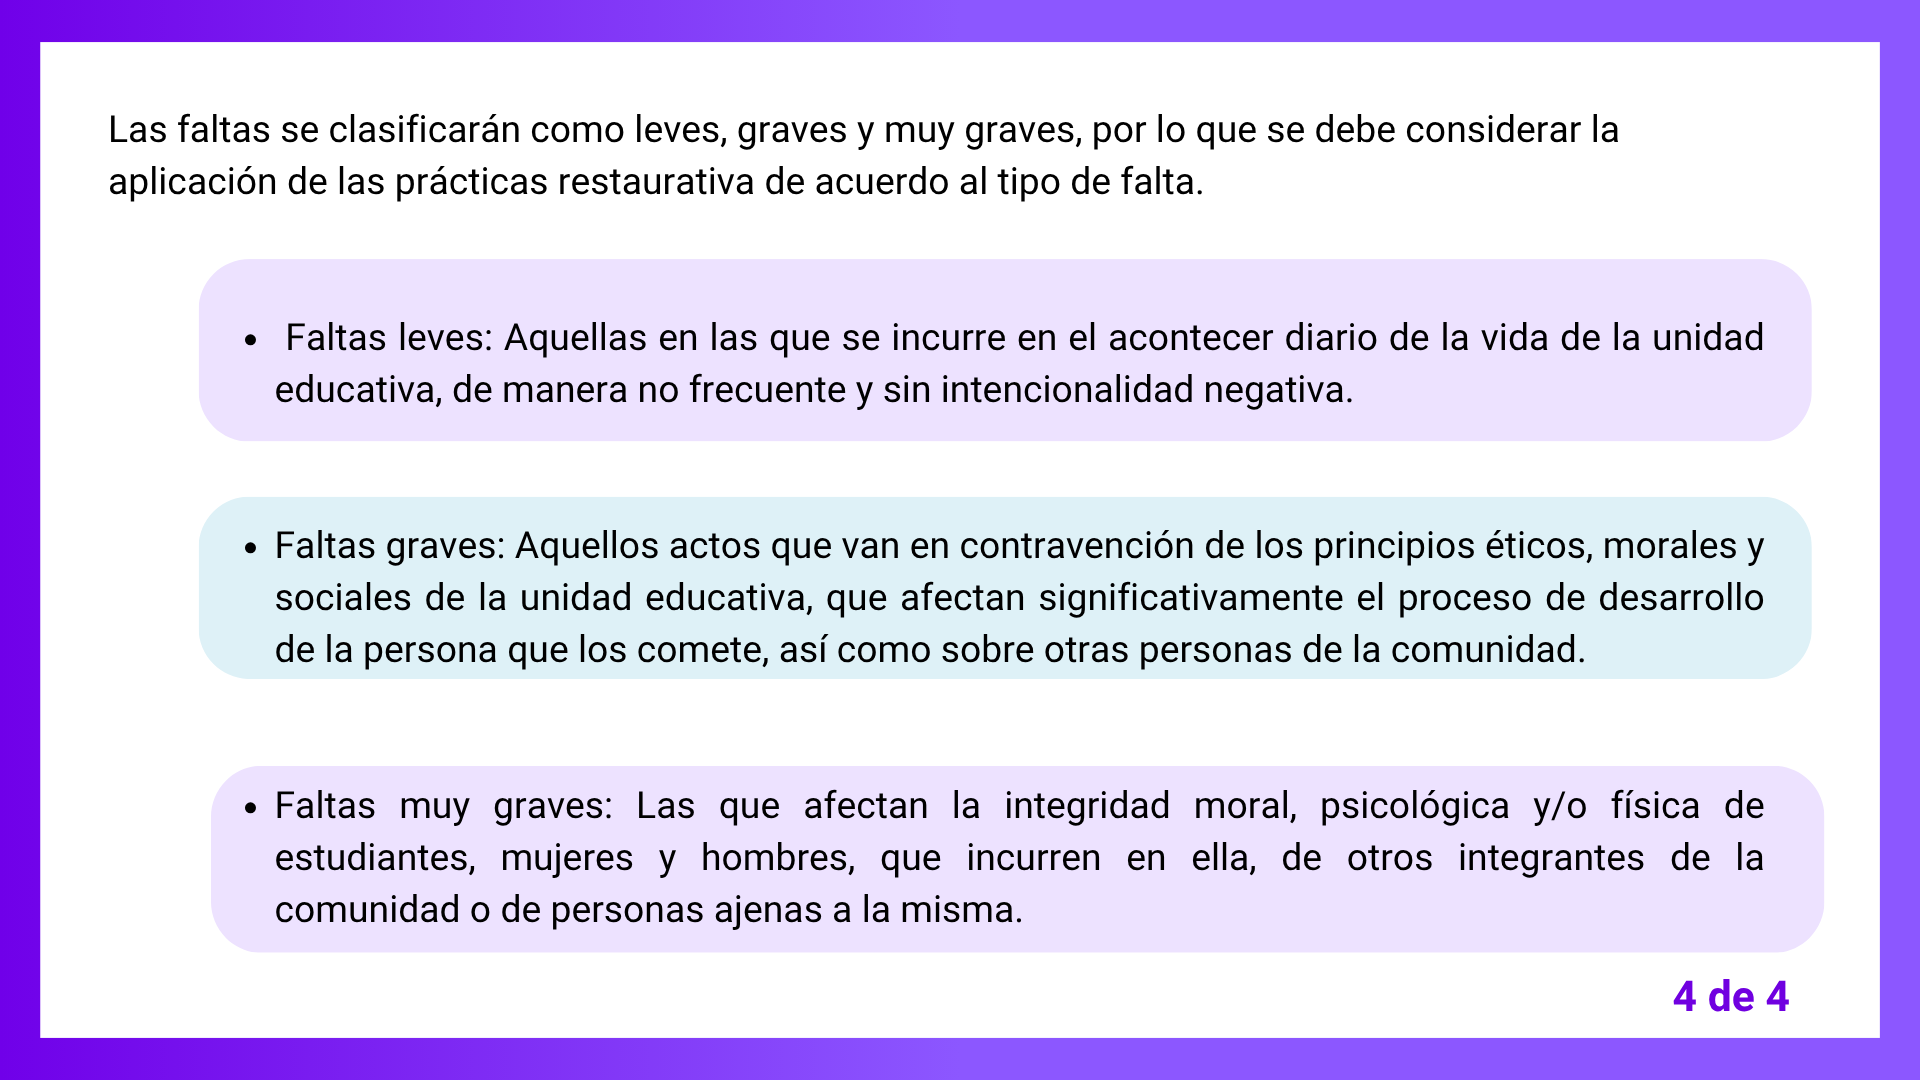 Las faltas se clasificarán como leves, graves y muy graves, por lo que se debe considerar la
aplicación de las prácticas restaurativa de acuerdo al tipo de falta.
• Faltas leves: Aquellas en las que se incurre en el acontecer diario de la vida de la unidad
educativa, de manera no frecuente y sin intencionalidad negativa.
• Faltas graves: Aquellos actos que van en contravención de los principios éticos, morales y
sociales de la unidad educativa, que afectan significativamente el proceso de desarrollo
de la persona que los comete, así como sobre otras personas de la comunidad.
• Faltas muy graves: Las que afectan la integridad moral, psicológica y/o física de
estudiantes, mujeres y hombres, que incurren en ella, de otros integrantes de la
comunidad o de personas ajenas a la misma.
4 de 4